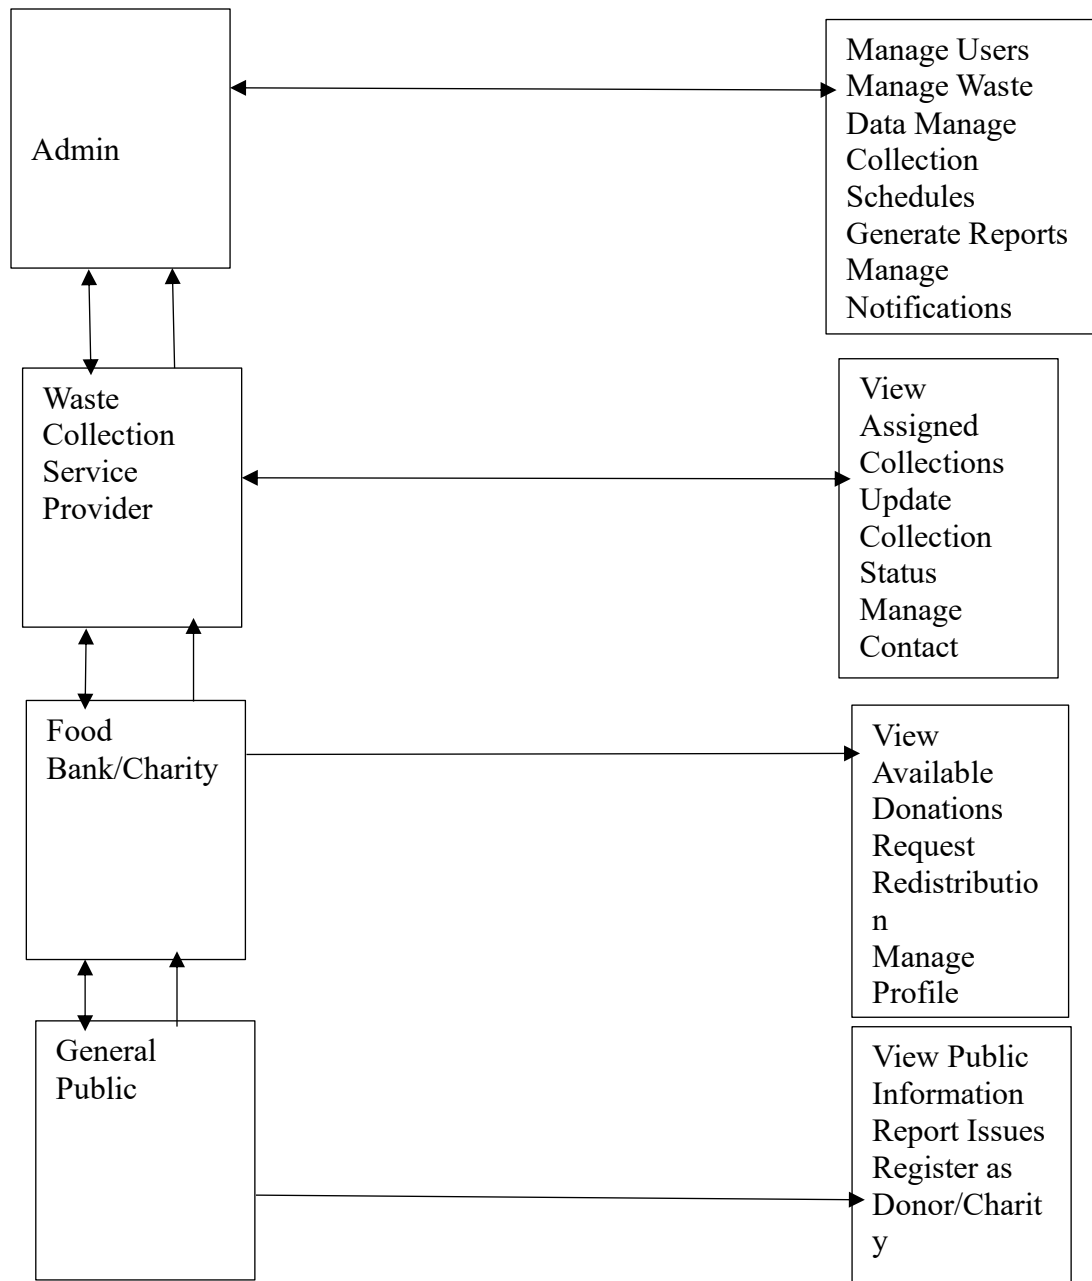 Admin
Manage Users
Manage Waste
Data Manage
Collection
Schedules
Generate Reports
Manage
Notifications
Waste
Collection
Service
Provider
View
Assigned
Collections
Update
Collection
Status
Manage
Contact
Food
Bank/Charity
View
Available
Donations
Request
Redistributio
n
Manage
Profile
General
Public
View Public
Information
Report Issues
Register as
Donor/Charit
y